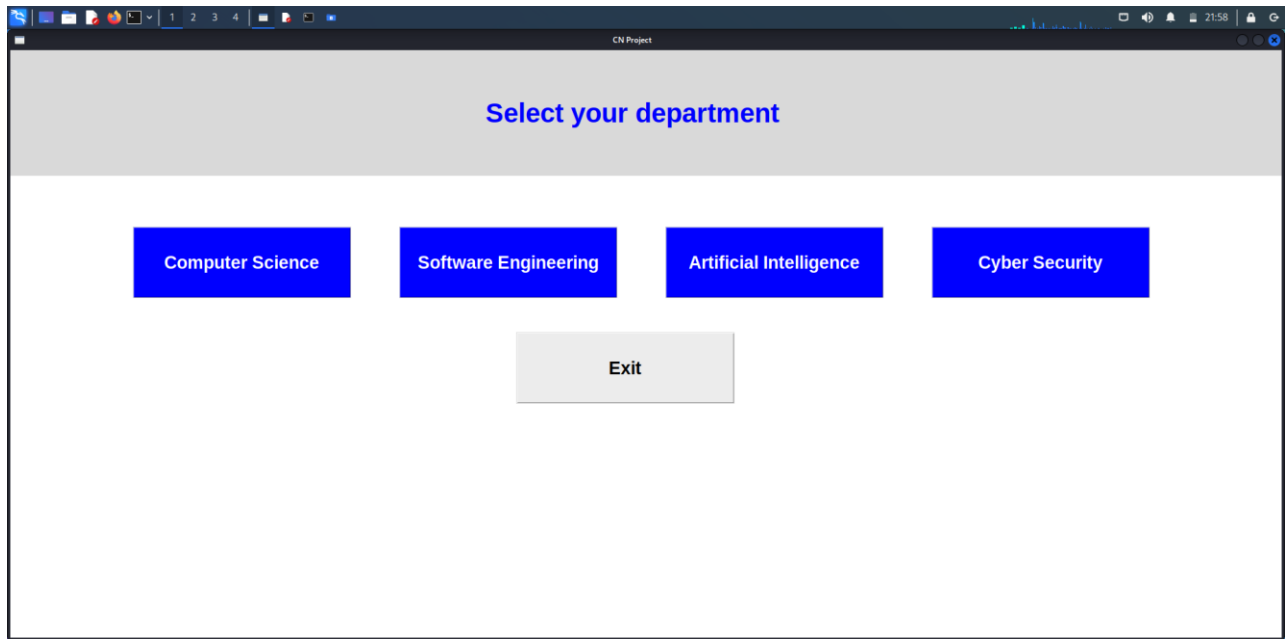 1 2 3 4 21:58
CN Project
Select your department
Computer Science Software Engineering Artificial Intelligence Cyber Security
Exit